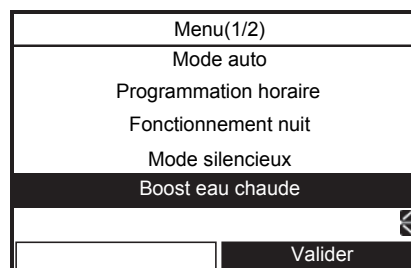 Menu(1/2)
Mode auto
Programmation horaire
Fonctionnement nuit
Mode silencieux
Boost eau chaude
Valider